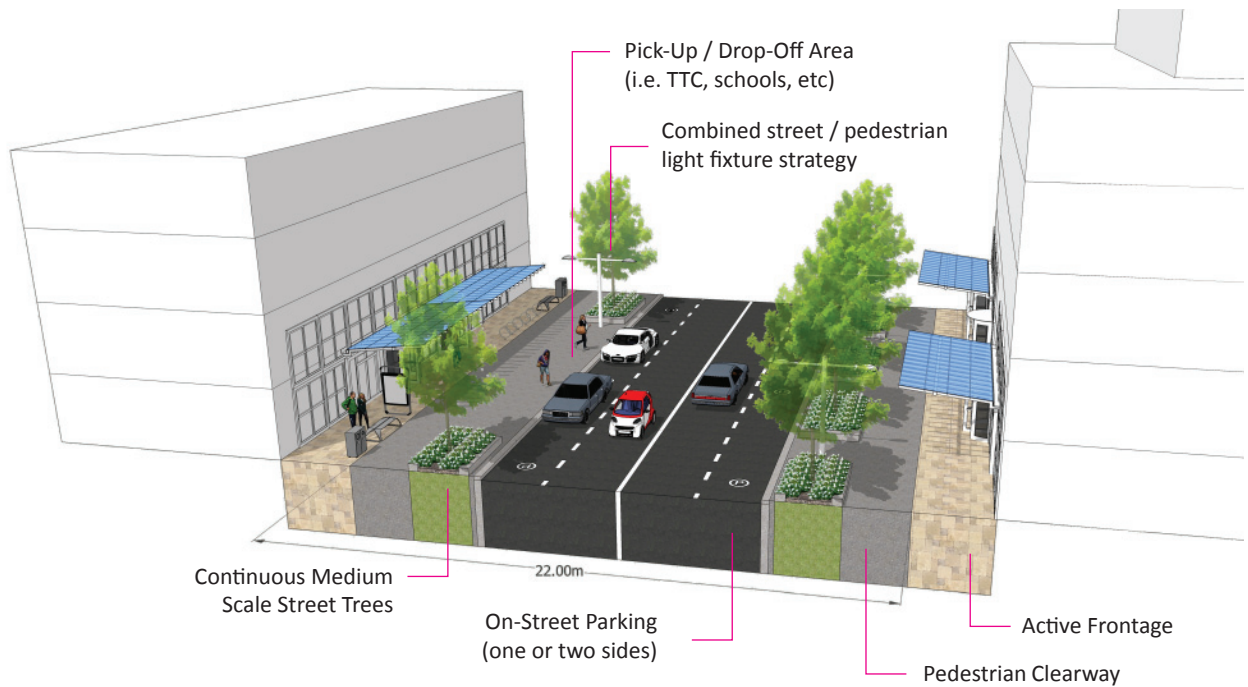 Pick-Up / Drop-Off Area
(i.e. TTC, schools, etc)
Combined street / pedestrian
light fixture strategy
22.00m
Continuous Medium
Scale Street Trees
On-Street Parking
(one or two sides)
Active Frontage
Pedestrian Clearway
P